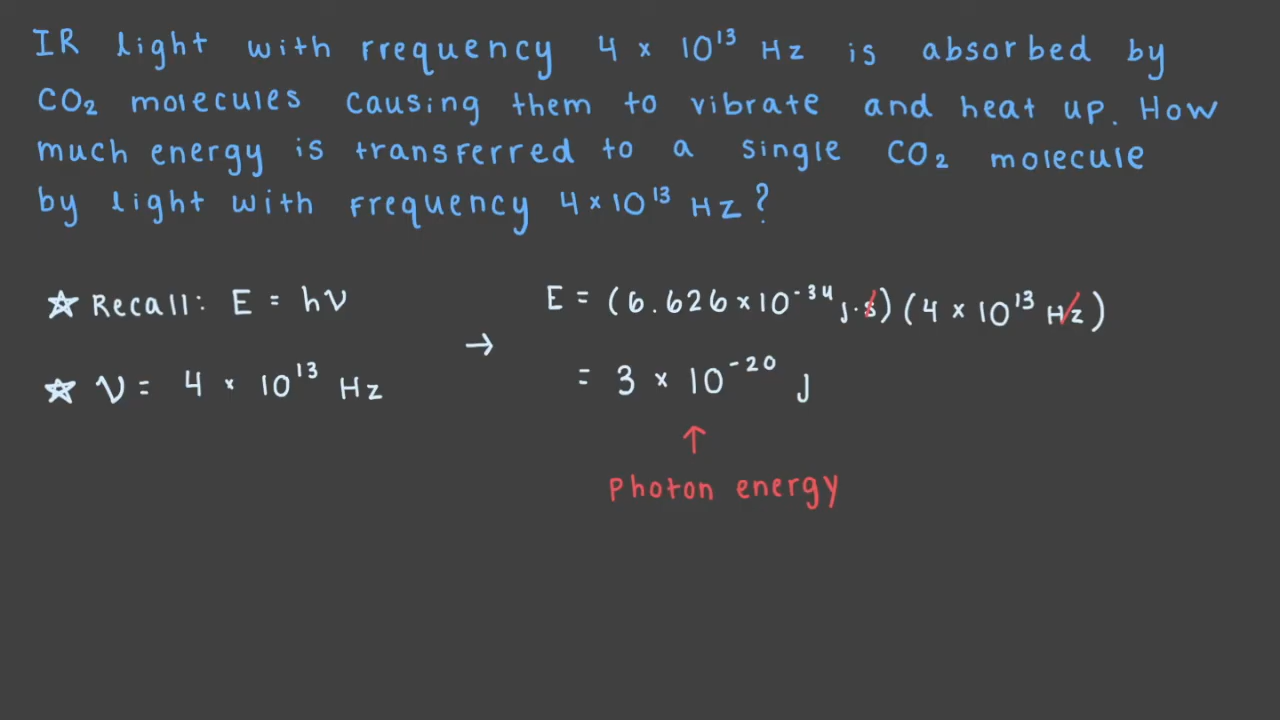 IR light with frequency 4 × 10¹³ Hz is absorbed by
CO₂ molecules causing them to vibrate and heat up. How
much energy is transferred to a single CO₂ molecule
by light with frequency 4 × 10¹³ Hz?
☆ Recall: E = hν
☆ ν = 4 × 10¹³ Hz
→
E = (6.626 × 10⁻³⁴ J·s) (4 × 10¹³ Hz)
= 3 × 10⁻²⁰ J
↑
Photon energy